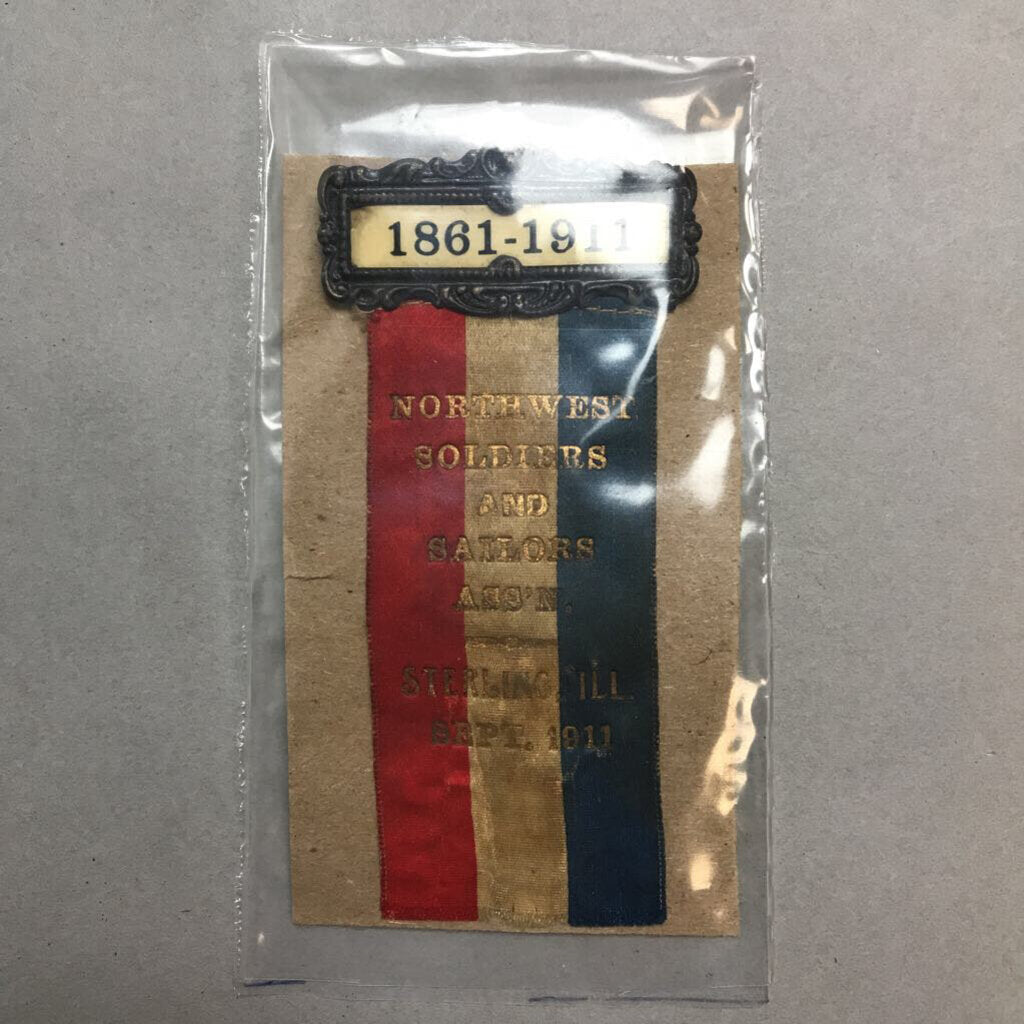 1861-1911
NORTHWEST
SOLDIERS
AND
SAILORS
ASS'N.
STERLING, ILL.
SEPT. 1911